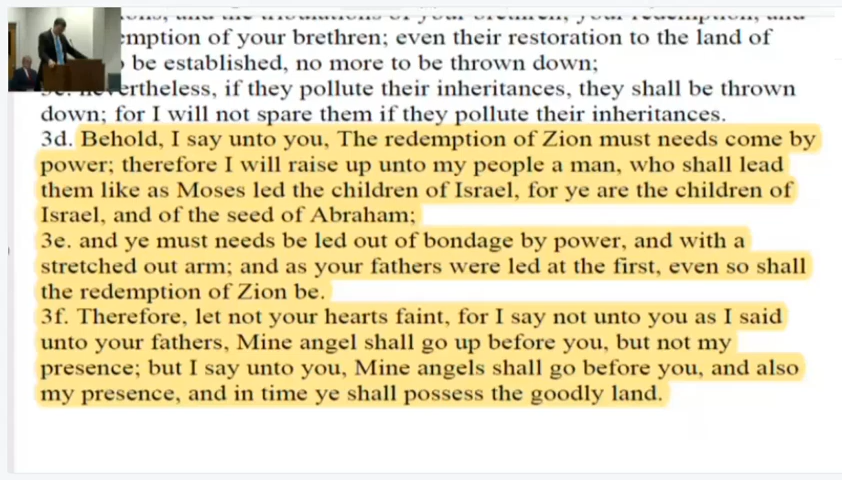 emption of your brethren; even their restoration to the land of
be established, no more to be thrown down;
if they pollute their inheritances, they shall be thrown
down; for I will not spare them if they pollute their inheritances.
3d. Behold, I say unto you, The redemption of Zion must needs come by
power; therefore I will raise up unto my people a man, who shall lead
them like as Moses led the children of Israel, for ye are the children of
Israel, and of the seed of Abraham;
3e. and ye must needs be led out of bondage by power, and with a
stretched out arm; and as your fathers were led at the first, even so shall
the redemption of Zion be.
3f. Therefore, let not your hearts faint, for I say not unto you as I said
unto your fathers, Mine angel shall go up before you, but not my
presence; but I say unto you, Mine angels shall go before you, and also
my presence, and in time ye shall possess the goodly land.